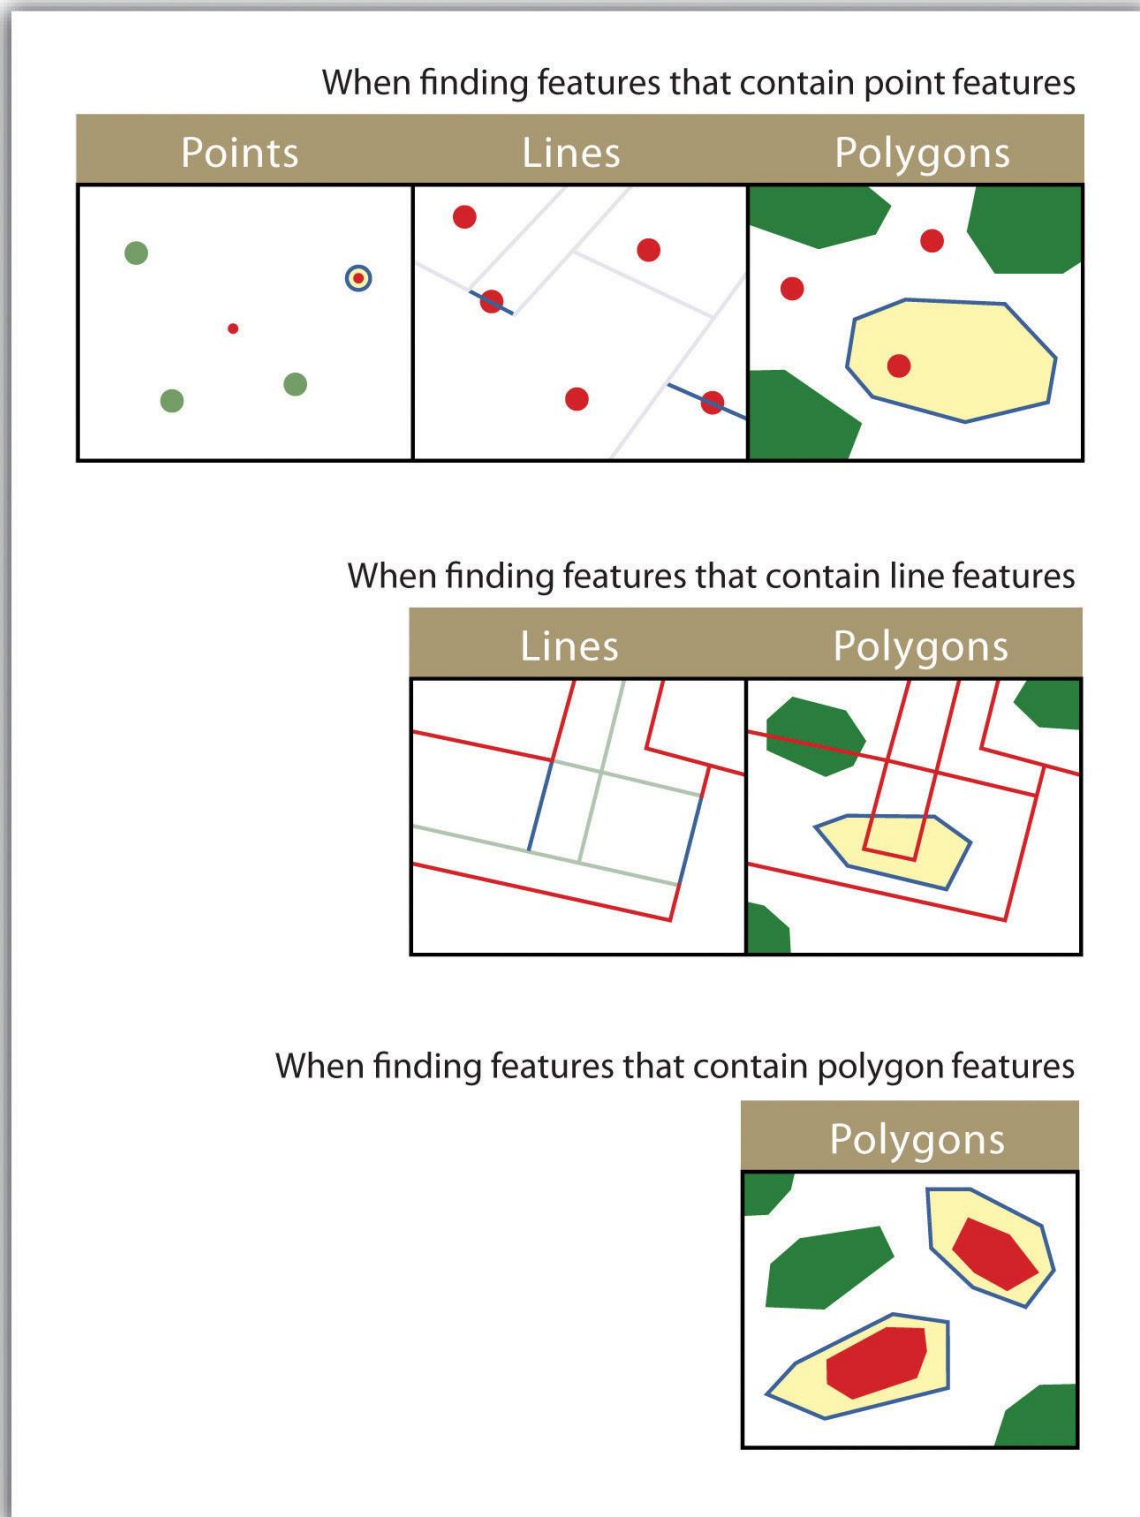 When finding features that contain point features
Points Lines Polygons
When finding features that contain line features
Lines Polygons
When finding features that contain polygon features
Polygons